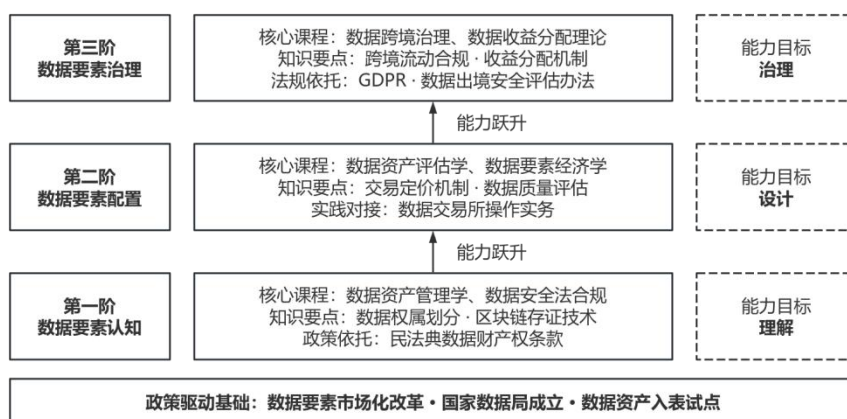 第三阶
数据要素治理
核心课程：数据跨境治理、数据收益分配理论
知识要点：跨境流动合规·收益分配机制
法规依托：GDPR·数据出境安全评估办法
能力目标
治理
能力跃升
第二阶
数据要素配置
核心课程：数据资产评估学、数据要素经济学
知识要点：交易定价机制·数据质量评估
实践对接：数据交易所操作实务
能力目标
设计
能力跃升
第一阶
数据要素认知
核心课程：数据资产管理学、数据安全法合规
知识要点：数据权属划分·区块链存证技术
政策依托：民法典数据财产权条款
能力目标
理解
政策驱动基础：数据要素市场化改革·国家数据局成立·数据资产入表试点